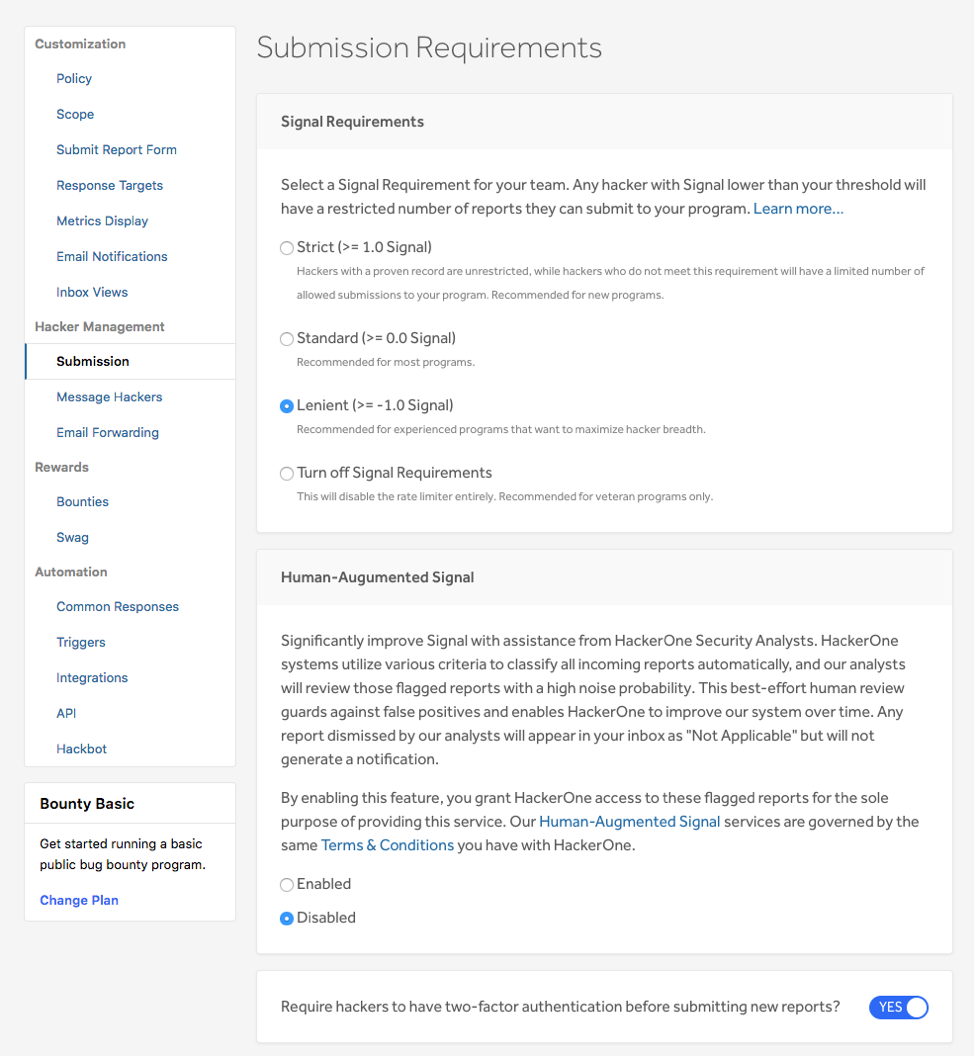 Customization
Policy
Scope
Submit Report Form
Response Targets
Metrics Display
Email Notifications
Inbox Views
Hacker Management
Submission
Message Hackers
Email Forwarding
Rewards
Bounties
Swag
Automation
Common Responses
Triggers
Integrations
API
Hackbot
Bounty Basic
Get started running a basic
public bug bounty program.
Change Plan
Submission Requirements
Signal Requirements
Select a Signal Requirement for your team. Any hacker with Signal lower than your threshold will
have a restricted number of reports they can submit to your program. Learn more...
Strict (>= 1.0 Signal)
Hackers with a proven record are unrestricted, while hackers who do not meet this requirement will have a limited number of
allowed submissions to your program. Recommended for new programs.
Standard (>= 0.0 Signal)
Recommended for most programs.
Lenient (>= -1.0 Signal)
Recommended for experienced programs that want to maximize hacker breadth.
Turn off Signal Requirements
This will disable the rate limiter entirely. Recommended for veteran programs only.
Human-Augumented Signal
Significantly improve Signal with assistance from HackerOne Security Analysts. HackerOne
systems utilize various criteria to classify all incoming reports automatically, and our analysts
will review those flagged reports with a high noise probability. This best-effort human review
guards against false positives and enables HackerOne to improve our system over time. Any
report dismissed by our analysts will appear in your inbox as "Not Applicable" but will not
generate a notification.
By enabling this feature, you grant HackerOne access to these flagged reports for the sole
purpose of providing this service. Our Human-Augmented Signal services are governed by the
same Terms & Conditions you have with HackerOne.
Enabled
Disabled
Require hackers to have two-factor authentication before submitting new reports? YES